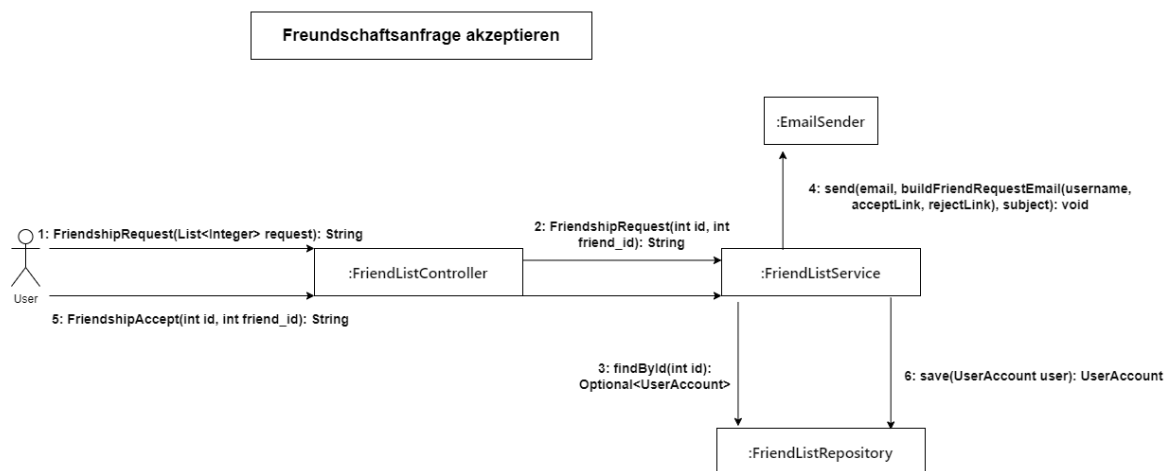 Freundschaftsanfrage akzeptieren
:EmailSender
4: send(email, buildFriendRequestEmail(username,
acceptLink, rejectLink), subject): void
1: FriendshipRequest(List<Integer> request): String
2: FriendshipRequest(int id, int
friend_id): String
:FriendListController
:FriendListService
User
5: FriendshipAccept(int id, int friend_id): String
3: findById(int id):
Optional<UserAccount>
6: save(UserAccount user): UserAccount
:FriendListRepository